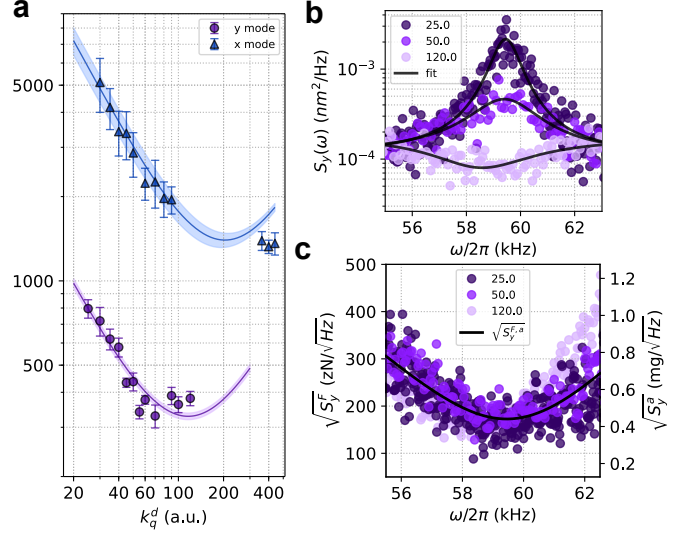 a
y mode
x mode
5000
1000
500
20
40
60
100
200
400
k_q^d (a.u.)
b
25.0
50.0
120.0
fit
10⁻³
10⁻⁴
S_y(ω) (nm²/Hz)
56
58
60
62
ω/2π (kHz)
c
25.0
50.0
120.0
√S_y^{F,a}
500
400
300
200
100
√S_y^F (zN/√Hz)
1.2
1.0
0.8
0.6
0.4
0.2
√S_y^a (mg/√Hz)
56
58
60
62
ω/2π (kHz)